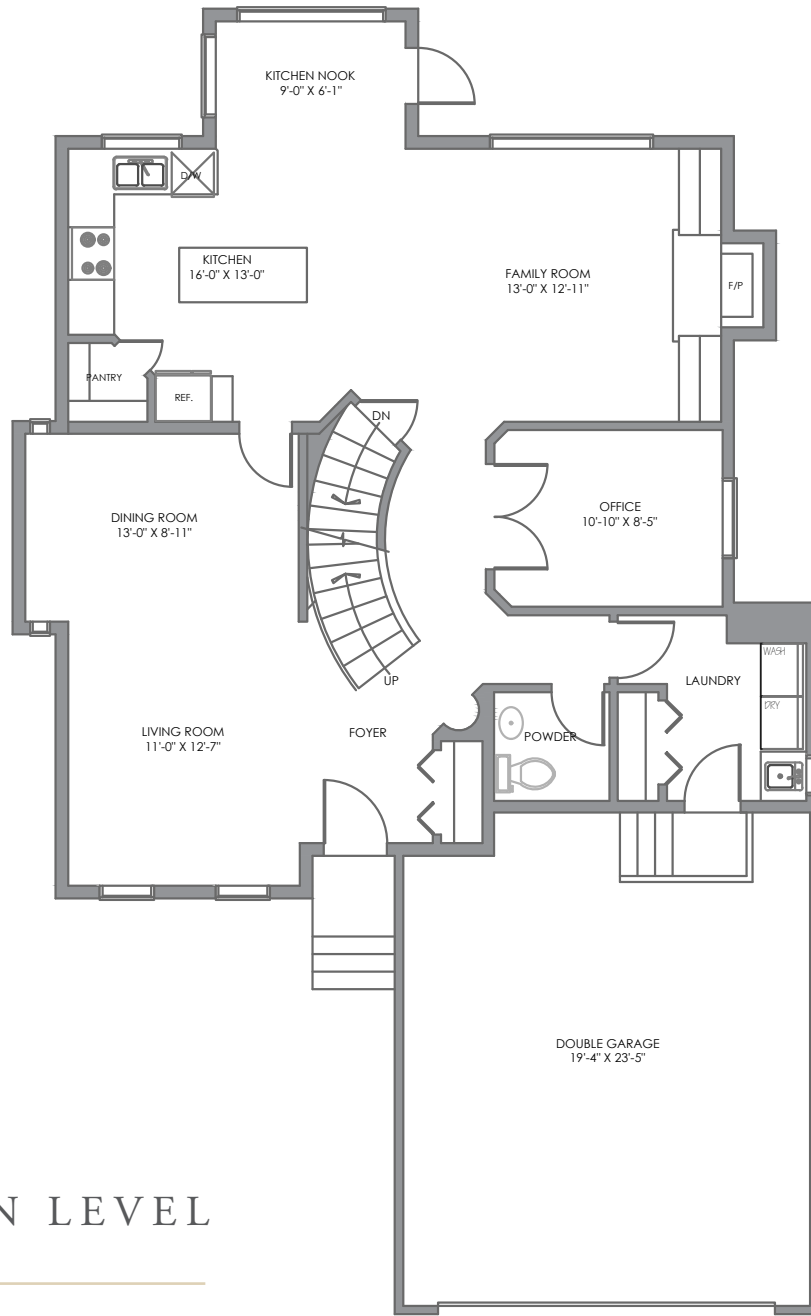 KITCHEN NOOK
9'-0" X 6'-1"
D/W
KITCHEN
16'-0" X 13'-0"
FAMILY ROOM
13'-0" X 12'-11"
F/P
PANTRY
REF.
DN
DINING ROOM
13'-0" X 8'-11"
OFFICE
10'-10" X 8'-5"
WASH
UP
LAUNDRY
DRY
LIVING ROOM
11'-0" X 12'-7"
FOYER
POWDER
DOUBLE GARAGE
19'-4" X 23'-5"
N LEVEL